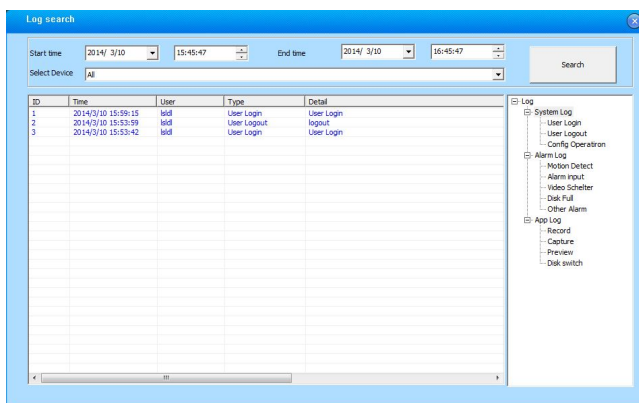 Log search
Start time 2014/ 3/10 15:45:47 End time 2014/ 3/10 16:45:47 Search
Select Device All
ID Time User Type Detail
1 2014/3/10 15:59:15 lsldl User Login User Login
2 2014/3/10 15:53:59 lsldl User Logout logout
3 2014/3/10 15:53:42 lsldl User Login User Login
Log
System Log
User Login
User Logout
Config Operatiron
Alarm Log
Motion Detect
Alarm input
Video Schelter
Disk Full
Other Alarm
App Log
Record
Capture
Preview
Disk switch